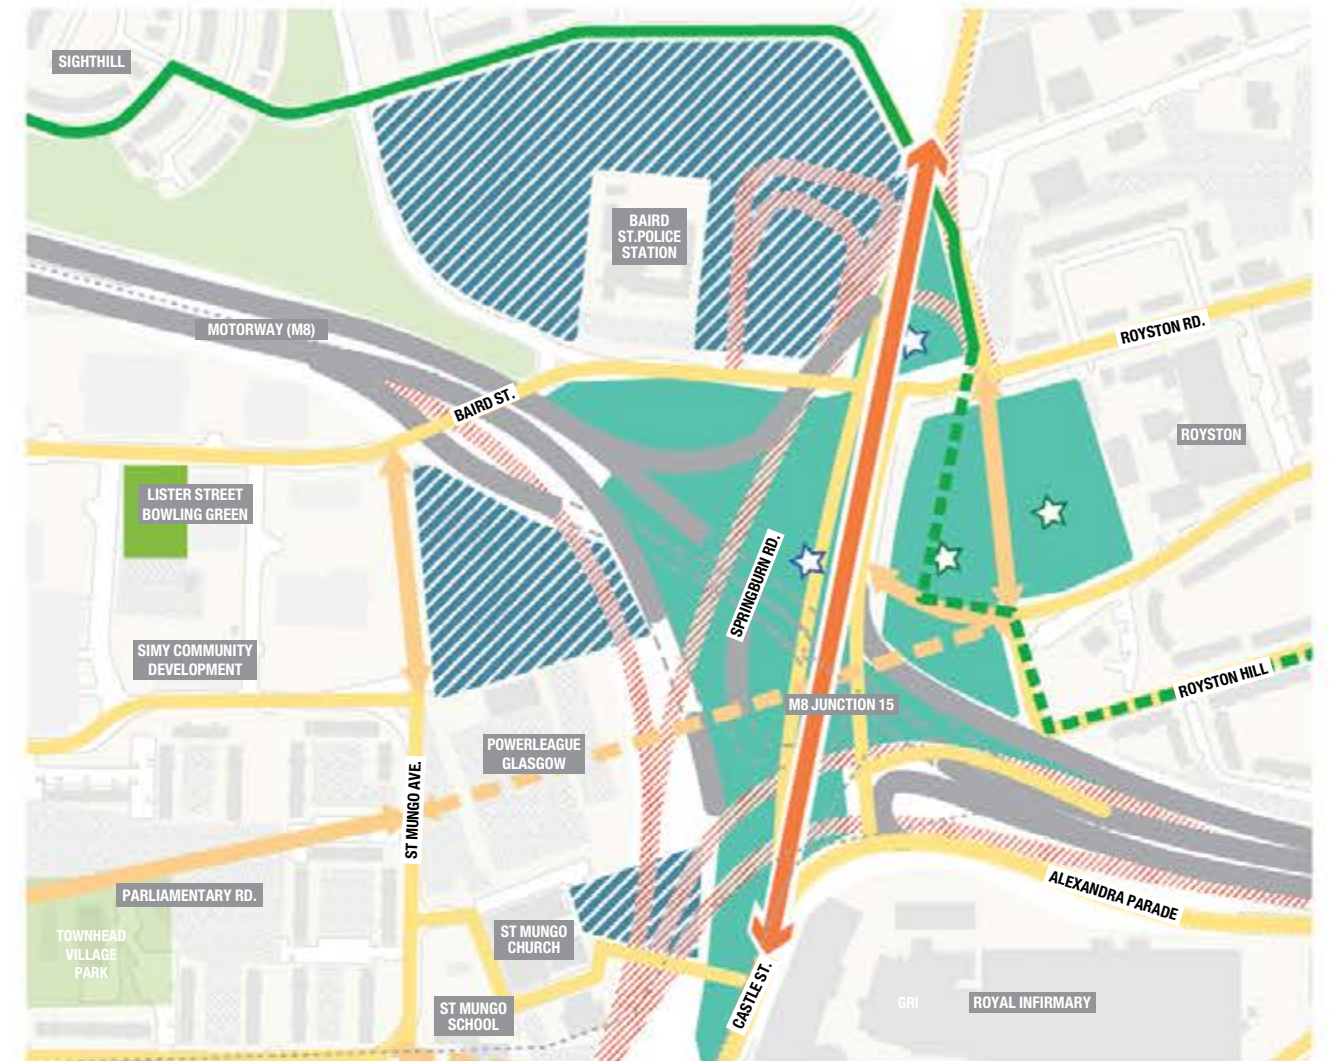 SIGHTHILL
BAIRD
ST.POLICE
STATION
MOTORWAY (M8)
ROYSTON RD.
BAIRD ST.
ROYSTON
LISTER STREET
BOWLING GREEN
SPRINGBURN RD.
SIMY COMMUNITY
DEVELOPMENT
ROYSTON HILL
M8 JUNCTION 15
POWERLEAGUE
GLASGOW
ST MUNGO AVE.
PARLIAMENTARY RD.
ALEXANDRA PARADE
TOWNHEAD
VILLAGE
PARK
ST MUNGO
CHURCH
CASTLE ST.
GRI
ROYAL INFIRMARY
ST MUNGO
SCHOOL